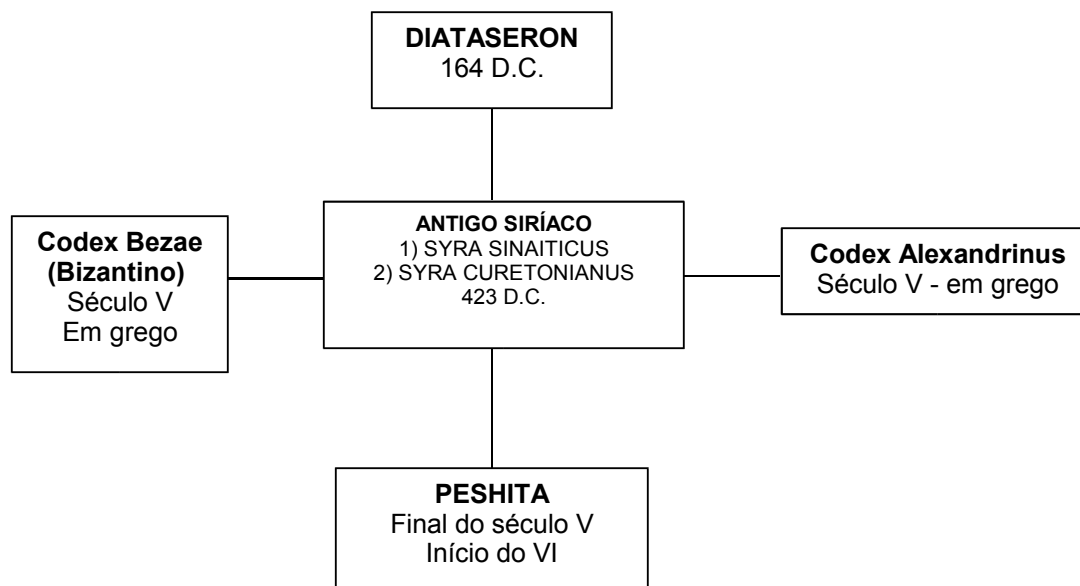 DIATASERON
164 D.C.
ANTIGO SIRÍACO
1) SYRA SINAITICUS
2) SYRA CURETONIANUS
423 D.C.
Codex Bezae
(Bizantino)
Século V
Em grego
Codex Alexandrinus
Século V - em grego
PESHITA
Final do século V
Início do VI